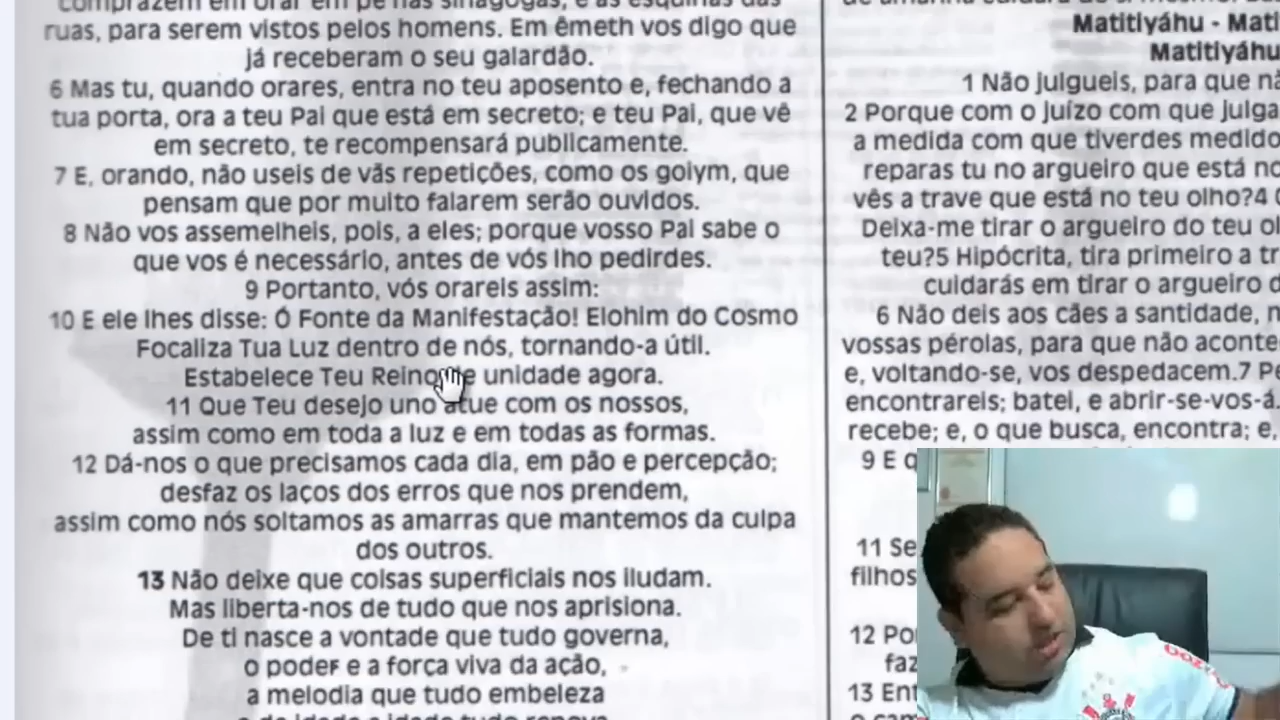 comprazem em orar em pé nas sinagogas, e às esquinas das
ruas, para serem vistos pelos homens. Em êmeth vos digo que
já receberam o seu galardão.
6 Mas tu, quando orares, entra no teu aposento e, fechando a
tua porta, ora a teu Pai que está em secreto; e teu Pai, que vê
em secreto, te recompensará publicamente.
7 E, orando, não useis de vãs repetições, como os goiym, que
pensam que por muito falarem serão ouvidos.
8 Não vos assemelheis, pois, a eles; porque vosso Pai sabe o
que vos é necessário, antes de vós lho pedirdes.
9 Portanto, vós orareis assim:
10 E ele lhes disse: Ó Fonte da Manifestação! Elohim do Cosmo
Focaliza Tua Luz dentro de nós, tornando-a útil.
Estabelece Teu Reino unidade agora.
11 Que Teu desejo uno atue com os nossos,
assim como em toda a luz e em todas as formas.
12 Dá-nos o que precisamos cada dia, em pão e percepção;
desfaz os laços dos erros que nos prendem,
assim como nós soltamos as amarras que mantemos da culpa
dos outros.
13 Não deixe que coisas superficiais nos iludam.
Mas liberta-nos de tudo que nos aprisiona.
De ti nasce a vontade que tudo governa,
o poder e a força viva da ação,
a melodia que tudo embeleza
Matitiyáhu - Mati
Matitiyáhu
1 Não julgueis, para que nã
2 Porque com o juízo com que julga
a medida com que tiverdes medido
reparas tu no argueiro que está no
vês a trave que está no teu olho?4
Deixa-me tirar o argueiro do teu ol
teu?5 Hipócrita, tira primeiro a tr
cuidarás em tirar o argueiro d
6 Não deis aos cães a santidade, n
vossas pérolas, para que não aconte
e, voltando-se, vos despedacem.7 Pe
encontrareis; batei, e abrir-se-vos-á.
recebe; e, o que busca, encontra; e,
9 E q
11 Se
filhos
12 Po
faz
13 Ent